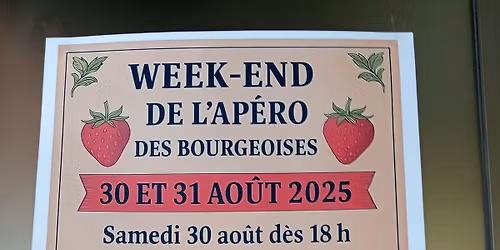 WEEK-END
DE L'APÉRO
DES BOURGEOISES
30 ET 31 AOÛT 2025
Samedi 30 août dès 18 h